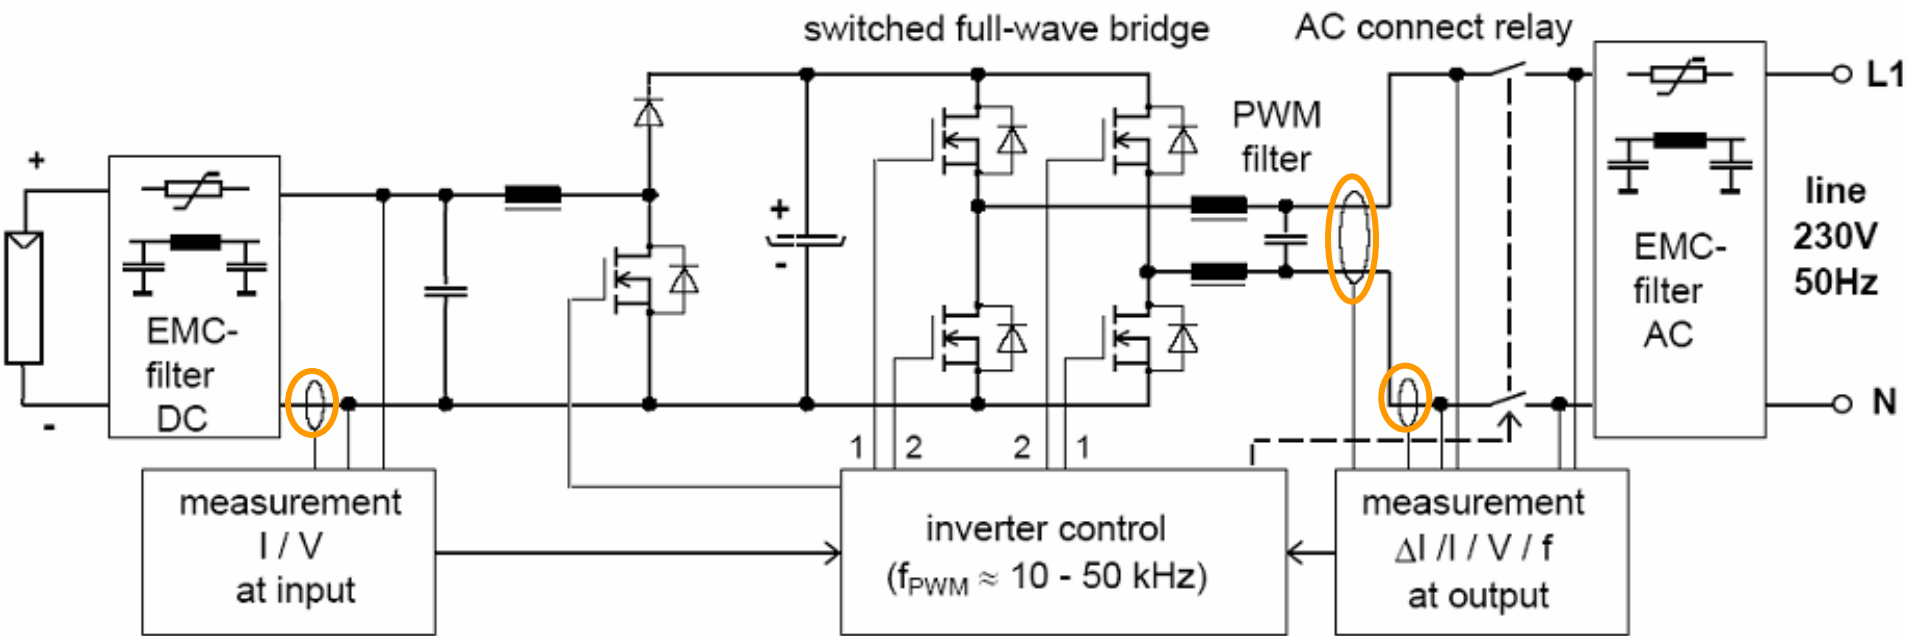 switched full-wave bridge
AC connect relay
L1
PWM
filter
+
+
-
line
230V
50Hz
EMC-
filter
DC
EMC-
filter
AC
-
N
1 2
2 1
measurement
I / V
at input
inverter control
(fPWM ≈ 10 - 50 kHz)
measurement
ΔI /I / V / f
at output